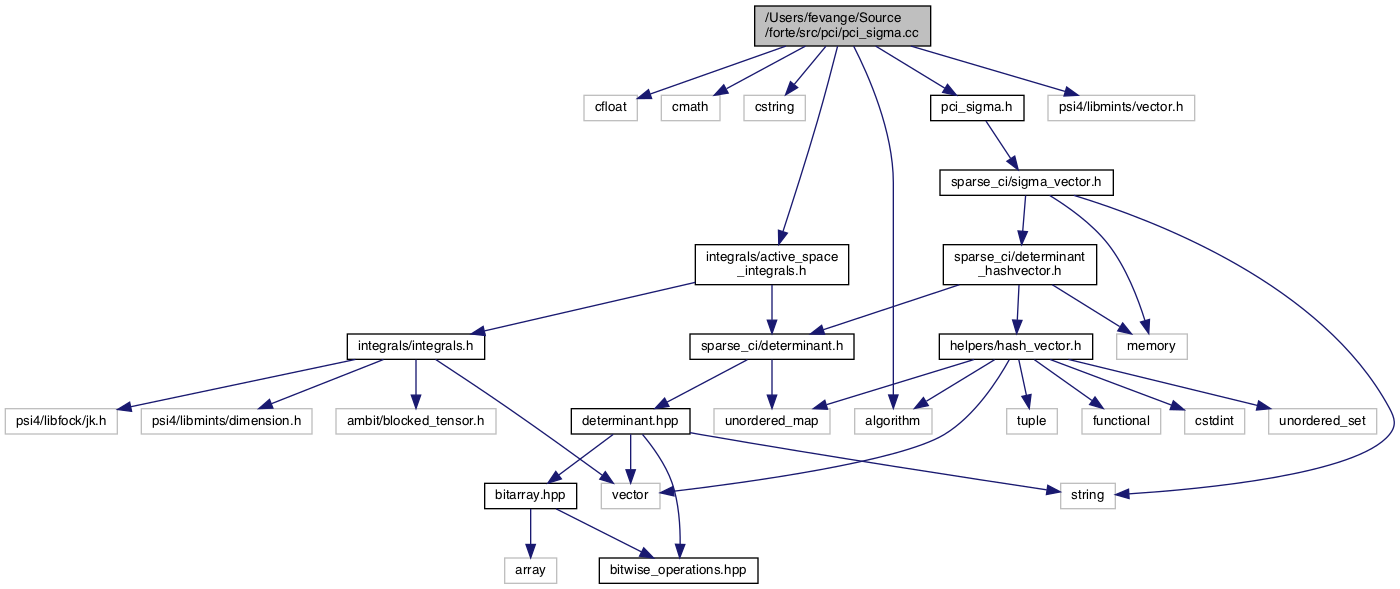 /Users/fevange/Source
/forte/src/pci/pci_sigma.cc
cfloat
cmath
cstring
pci_sigma.h
psi4/libmints/vector.h
sparse_ci/sigma_vector.h
integrals/active_space
_integrals.h
sparse_ci/determinant
_hashvector.h
integrals/integrals.h
sparse_ci/determinant.h
helpers/hash_vector.h
memory
psi4/libfock/jk.h
psi4/libmints/dimension.h
ambit/blocked_tensor.h
determinant.hpp
unordered_map
algorithm
tuple
functional
cstdint
unordered_set
bitarray.hpp
vector
string
array
bitwise_operations.hpp